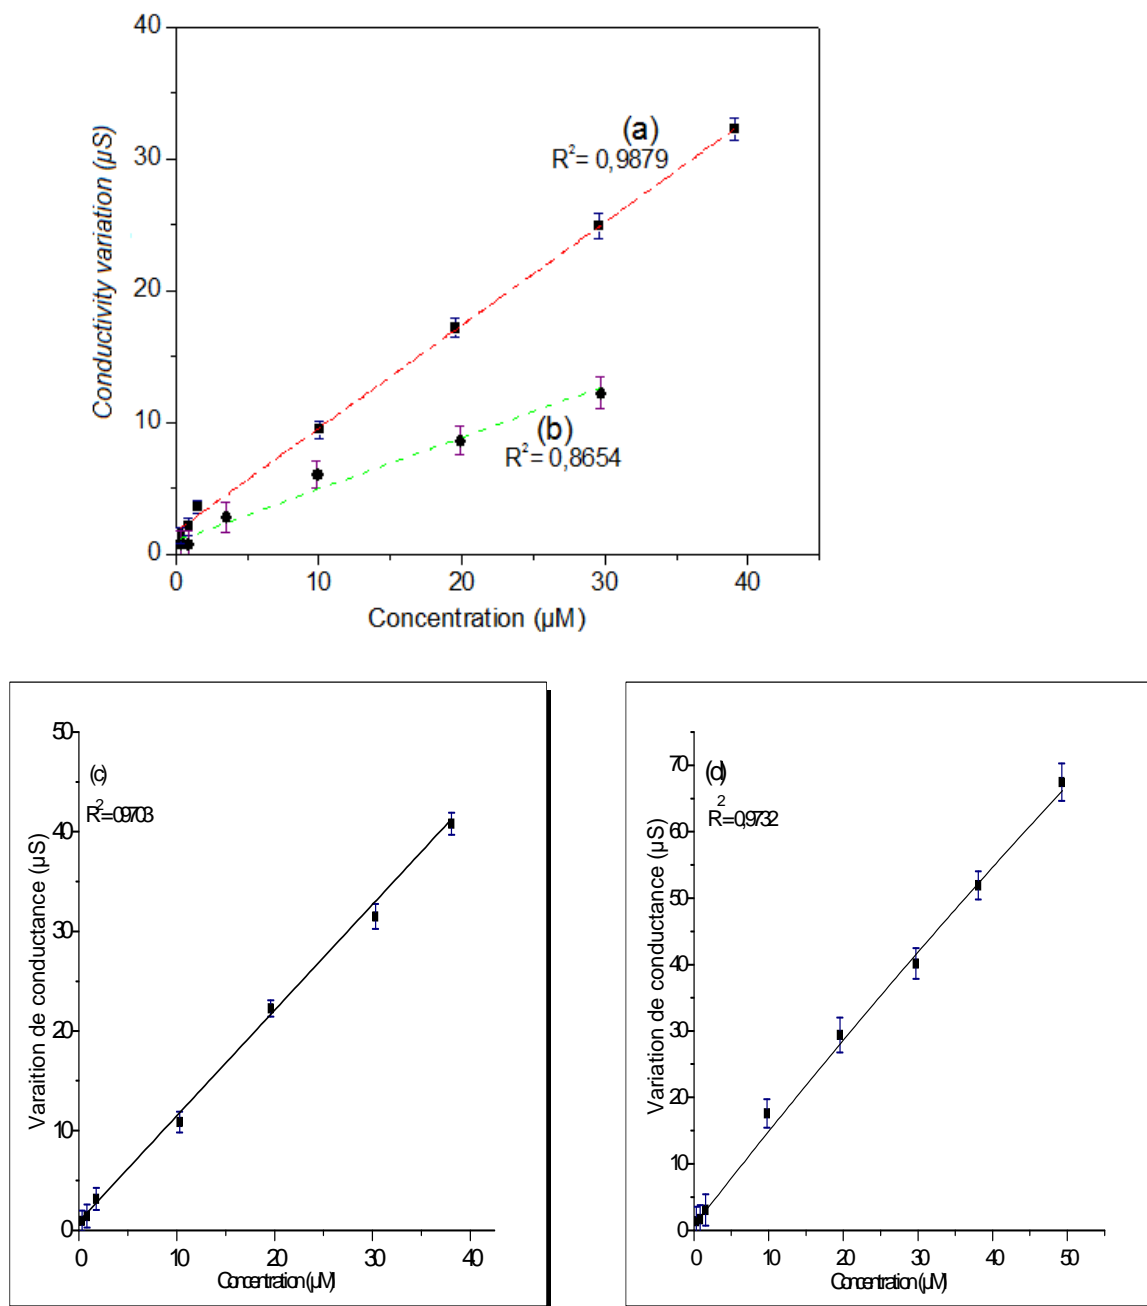 40
30
20
10
0
Conductivity variation (µS)
(a)
R²= 0,9879
(b)
R²= 0,8654
0 10 20 30 40
Concentration (µM)
50
40
30
20
10
0
Varaition de conductance (µS)
(c)
R²=0.9703
0 10 20 30 40
Concentration (µM)
70
60
50
40
30
20
10
0
Variation de conductance (µS)
(d)
R²=0,9732
0 10 20 30 40 50
Concentration (µM)